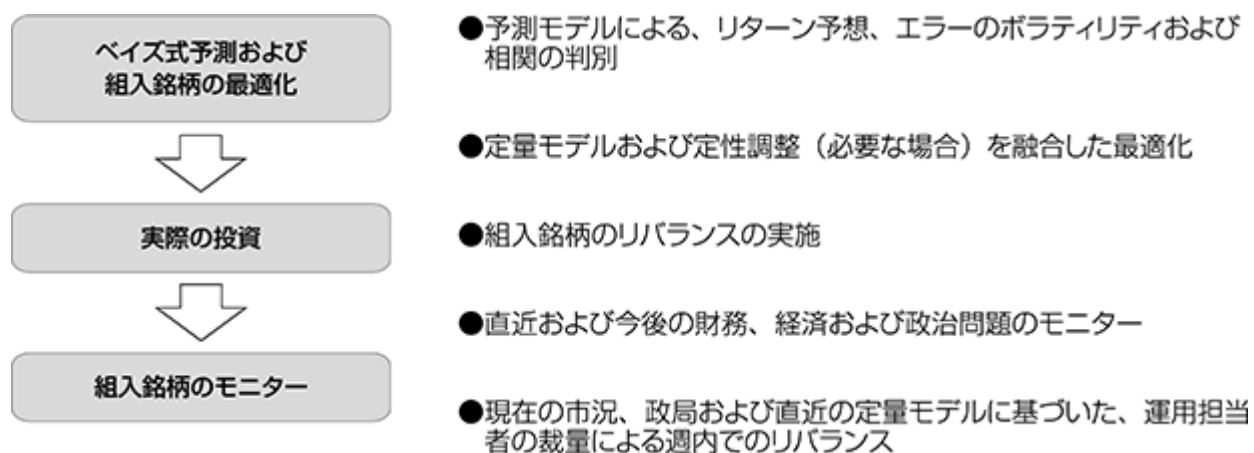 ベイズ式予測および
組入銘柄の最適化
●予測モデルによる、リターン予想、エラーのボラティリティおよび
相関の判別
●定量モデルおよび定性調整（必要な場合）を融合した最適化
実際の投資
●組入銘柄のリバランスの実施
●直近および今後の財務、経済および政治問題のモニター
組入銘柄のモニター
●現在の市況、政局および直近の定量モデルに基づいた、運用担当
者の裁量による週内でのリバランス